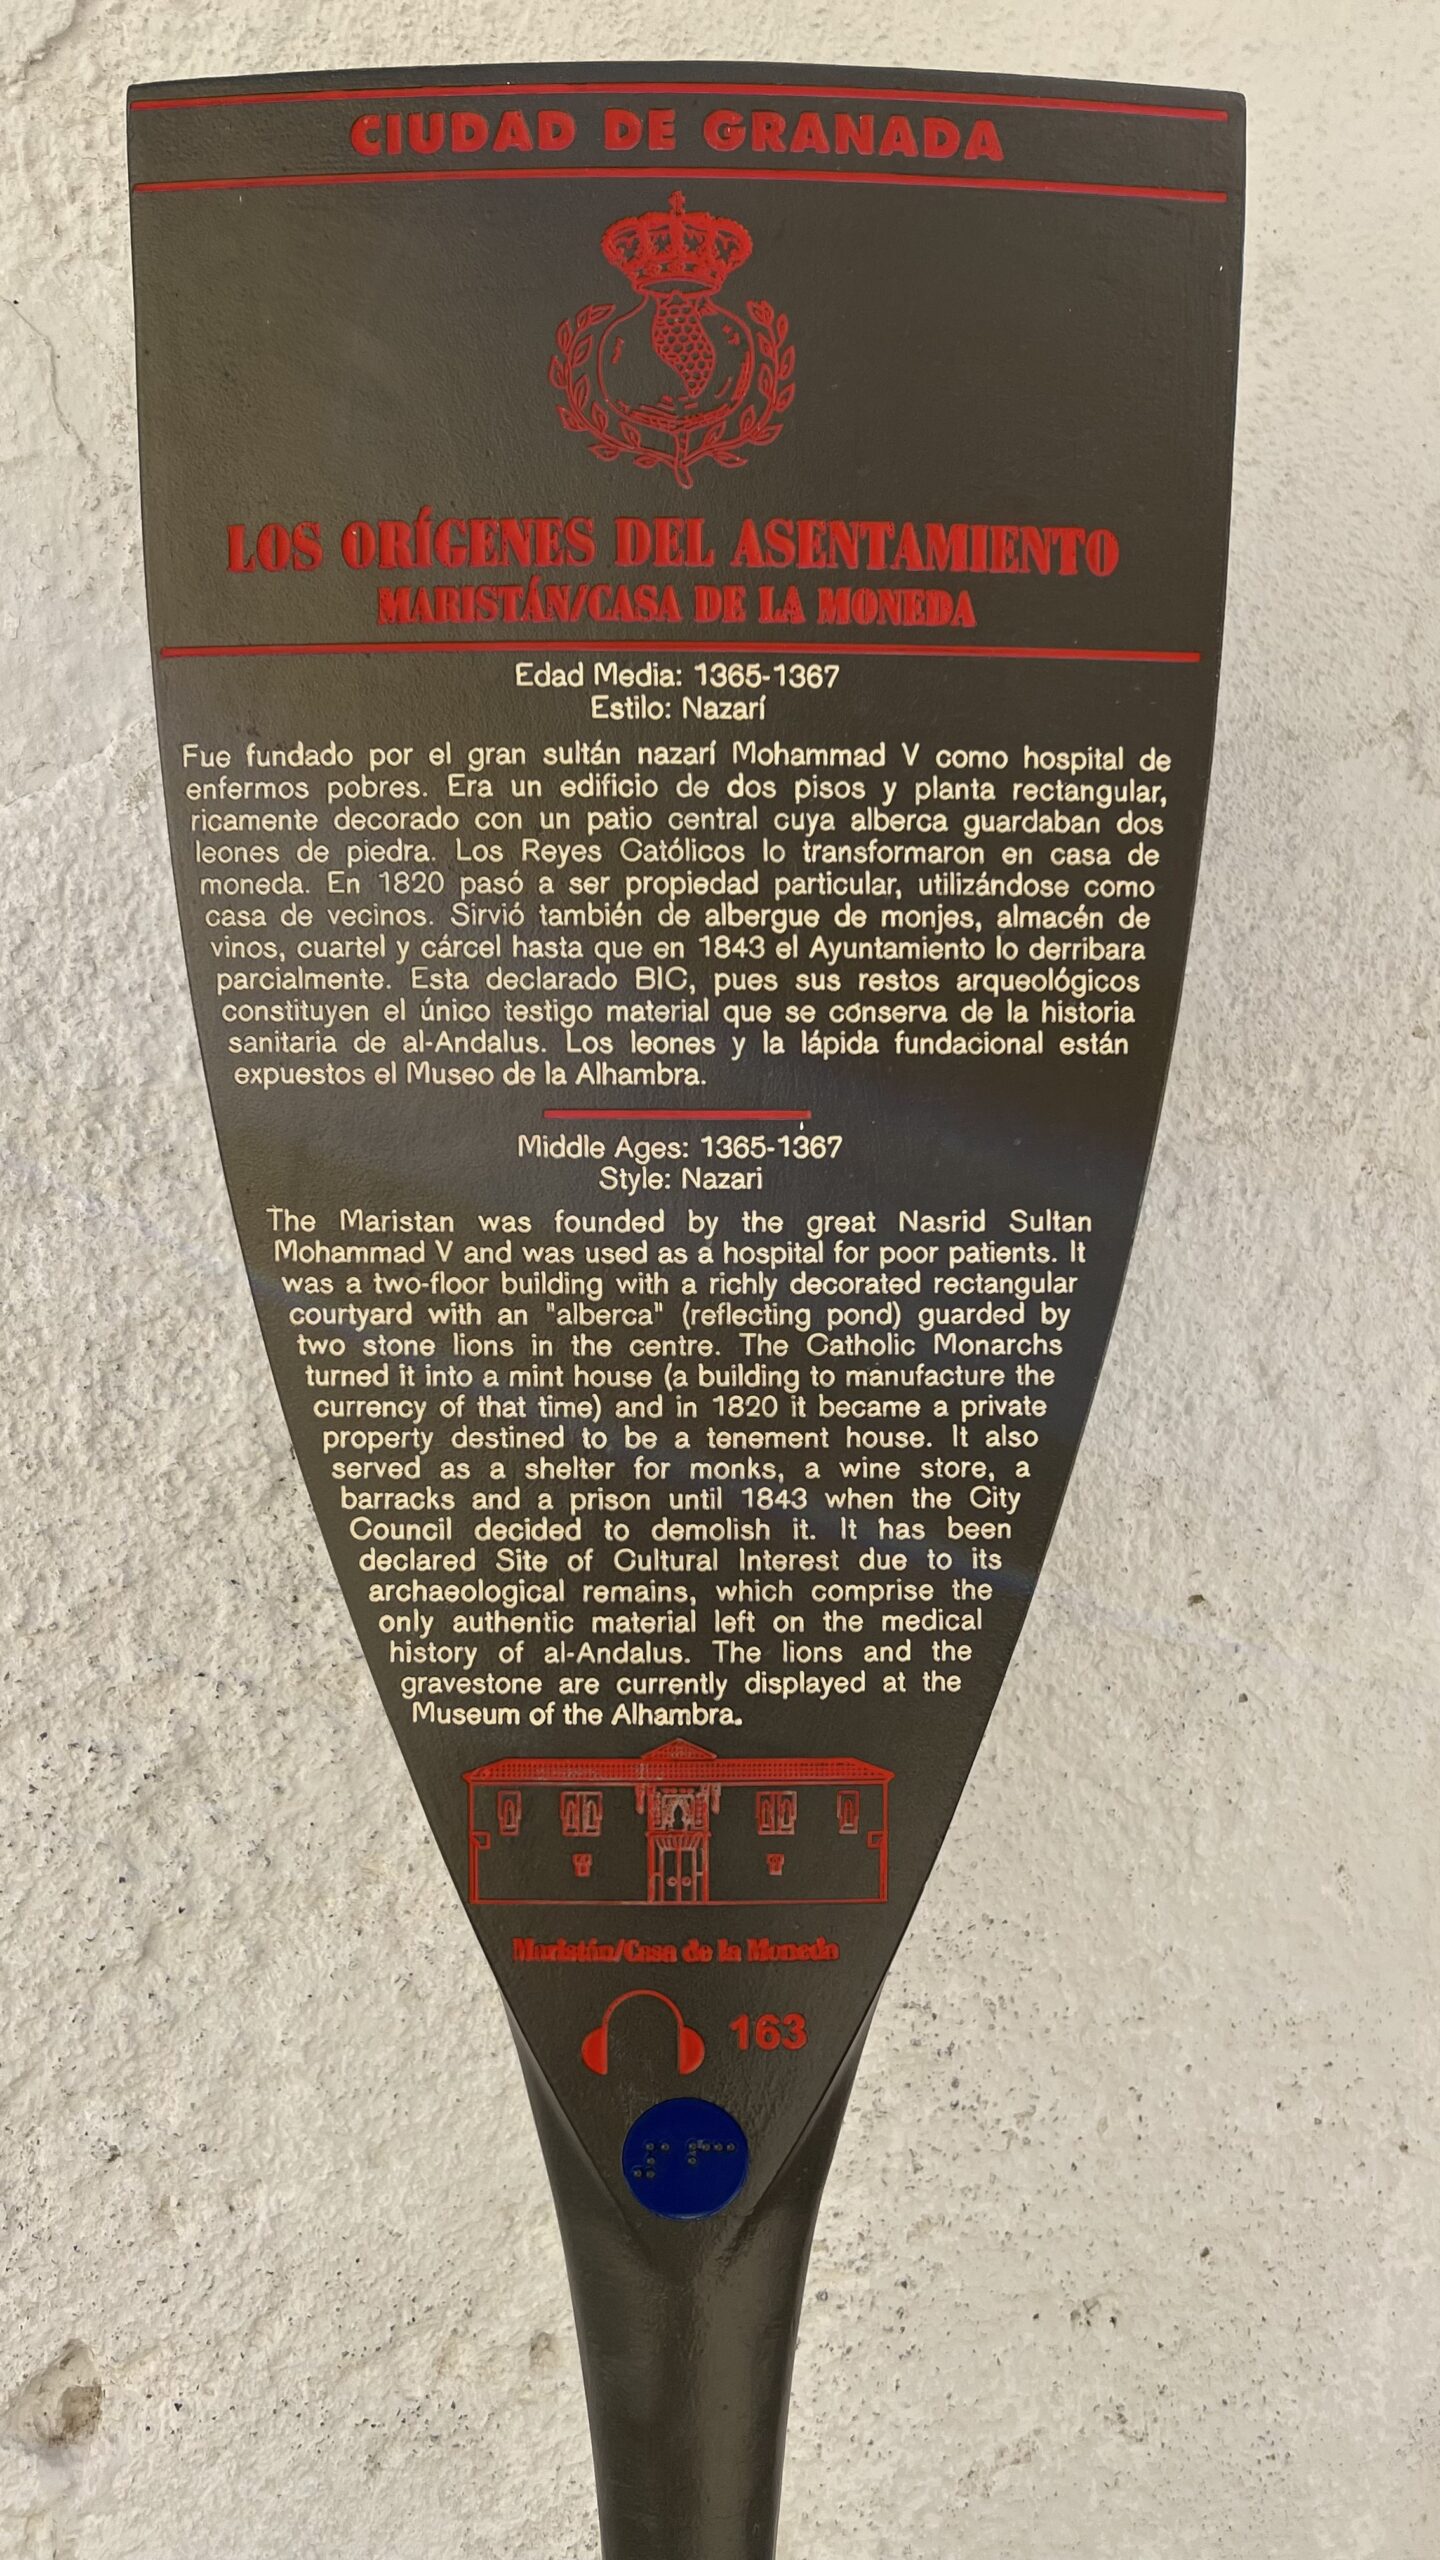 CIUDAD DE GRANADA
LOS ORÍGENES DEL ASENTAMIENTO
MARISTÁN/CASA DE LA MONEDA
Edad Media: 1365-1367
Estilo: Nazarí
Fue fundado por el gran sultán nazarí Mohammad V como hospital de
enfermos pobres. Era un edificio de dos pisos y planta rectangular,
ricamente decorado con un patio central cuya alberca guardaban dos
leones de piedra. Los Reyes Católicos lo transformaron en casa de
moneda. En 1820 pasó a ser propiedad particular, utilizándose como
casa de vecinos. Sirvió también de albergue de monjes, almacén de
vinos, cuartel y cárcel hasta que en 1843 el Ayuntamiento lo derribara
parcialmente. Esta declarado BIC, pues sus restos arqueológicos
constituyen el único testigo material que se conserva de la historia
sanitaria de al-Andalus. Los leones y la lápida fundacional están
expuestos el Museo de la Alhambra.
Middle Ages: 1365-1367
Style: Nazari
The Maristan was founded by the great Nasrid Sultan
Mohammad V and was used as a hospital for poor patients. It
was a two-floor building with a richly decorated rectangular
courtyard with an "alberca" (reflecting pond) guarded by
two stone lions in the centre. The Catholic Monarchs
turned it into a mint house (a building to manufacture the
currency of that time) and in 1820 it became a private
property destined to be a tenement house. It also
served as a shelter for monks, a wine store, a
barracks and a prison until 1843 when the City
Council decided to demolish it. It has been
declared Site of Cultural Interest due to its
archaeological remains, which comprise the
only authentic material left on the medical
history of al-Andalus. The lions and the
gravestone are currently displayed at the
Museum of the Alhambra.
Maristán/Casa de la Moneda
163